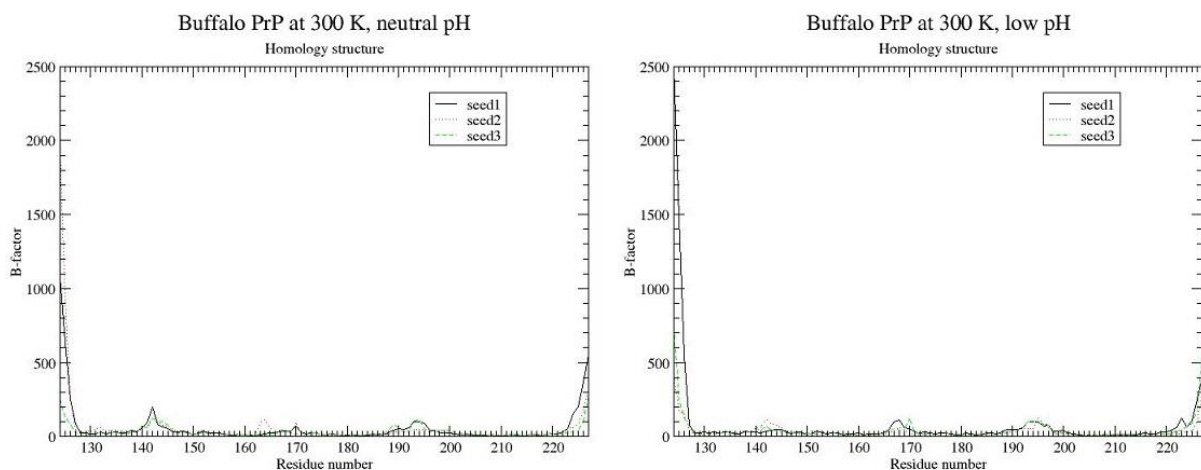 Buffalo PrP at 300 K, neutral pH
Homology structure
2500
2000
1500
1000
500
0
B-factor
seed1
seed2
seed3
130 140 150 160 170 180 190 200 210 220
Residue number
Buffalo PrP at 300 K, low pH
Homology structure
2500
2000
1500
1000
500
0
B-factor
seed1
seed2
seed3
130 140 150 160 170 180 190 200 210 220
Residue number